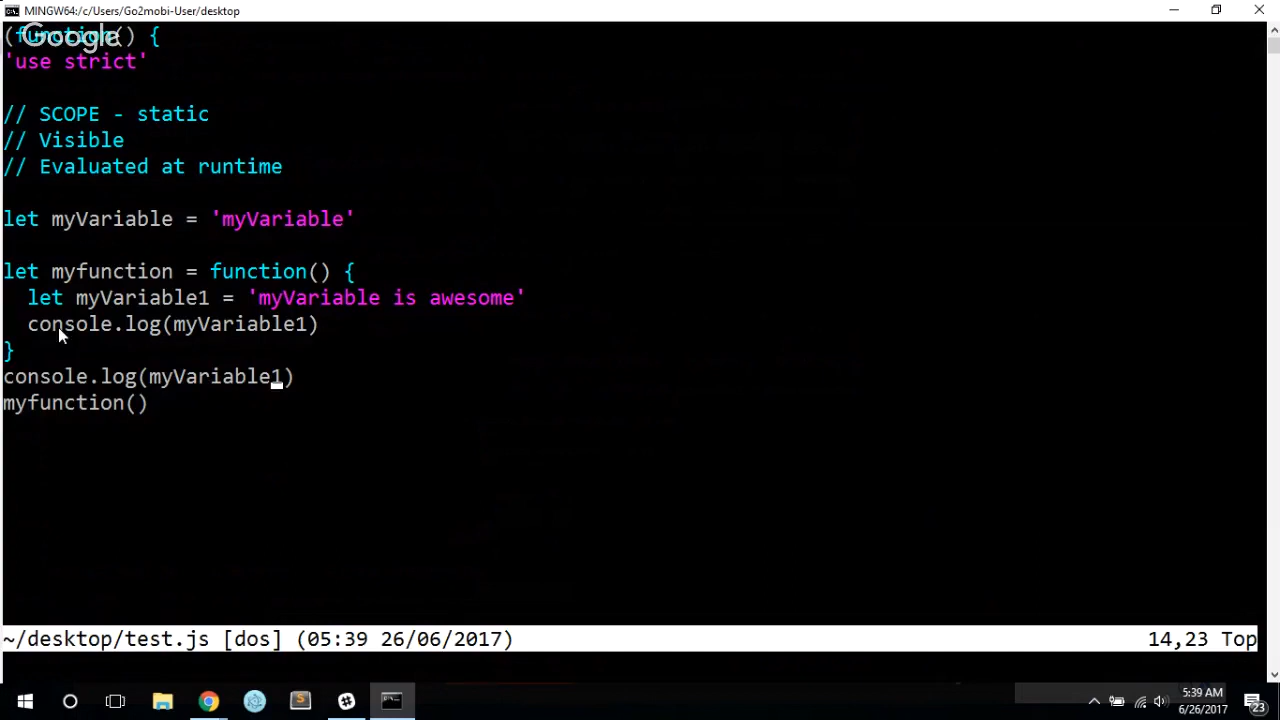 MINGW64:/c/Users/Go2mobi-User/desktop
Google
(function() {
'use strict'
// SCOPE - static
// Visible
// Evaluated at runtime
let myVariable = 'myVariable'
let myfunction = function() {
let myVariable1 = 'myVariable is awesome'
console.log(myVariable1)
}
console.log(myVariable1)
myfunction()
~/desktop/test.js [dos] (05:39 26/06/2017) 14,23 Top
5:39 AM
6/26/2017
23